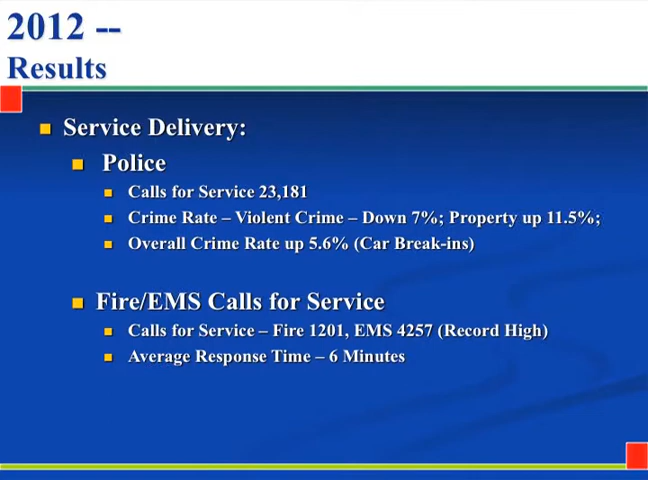 2012 --
Results
Service Delivery:
Police
Calls for Service 23,181
Crime Rate – Violent Crime – Down 7%; Property up 11.5%;
Overall Crime Rate up 5.6% (Car Break-ins)
Fire/EMS Calls for Service
Calls for Service – Fire 1201, EMS 4257 (Record High)
Average Response Time – 6 Minutes